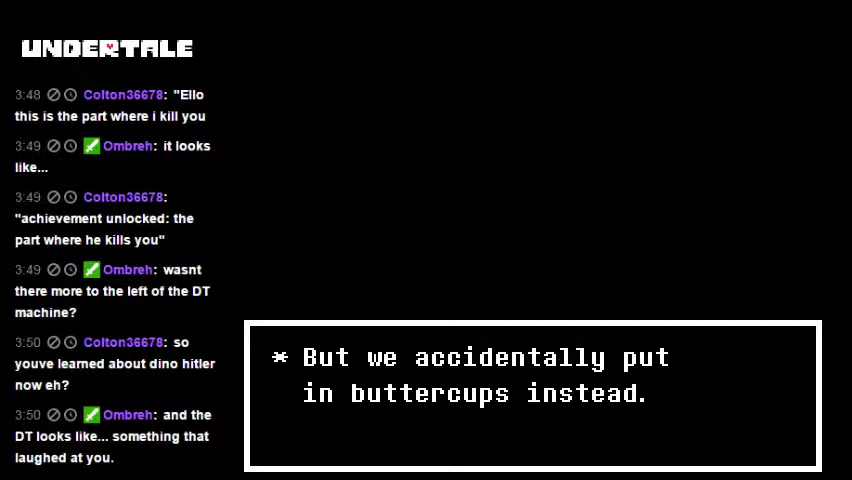 UNDERTALE
3:48 Colton36678: "Ello
this is the part where i kill you
3:49 Ombreh: it looks
like...
3:49 Colton36678:
"achievement unlocked: the
part where he kills you"
3:49 Ombreh: wasnt
there more to the left of the DT
machine?
3:50 Colton36678: so
youve learned about dino hitler
now eh?
3:50 Ombreh: and the
DT looks like... something that
laughed at you.
* But we accidentally put
in buttercups instead.